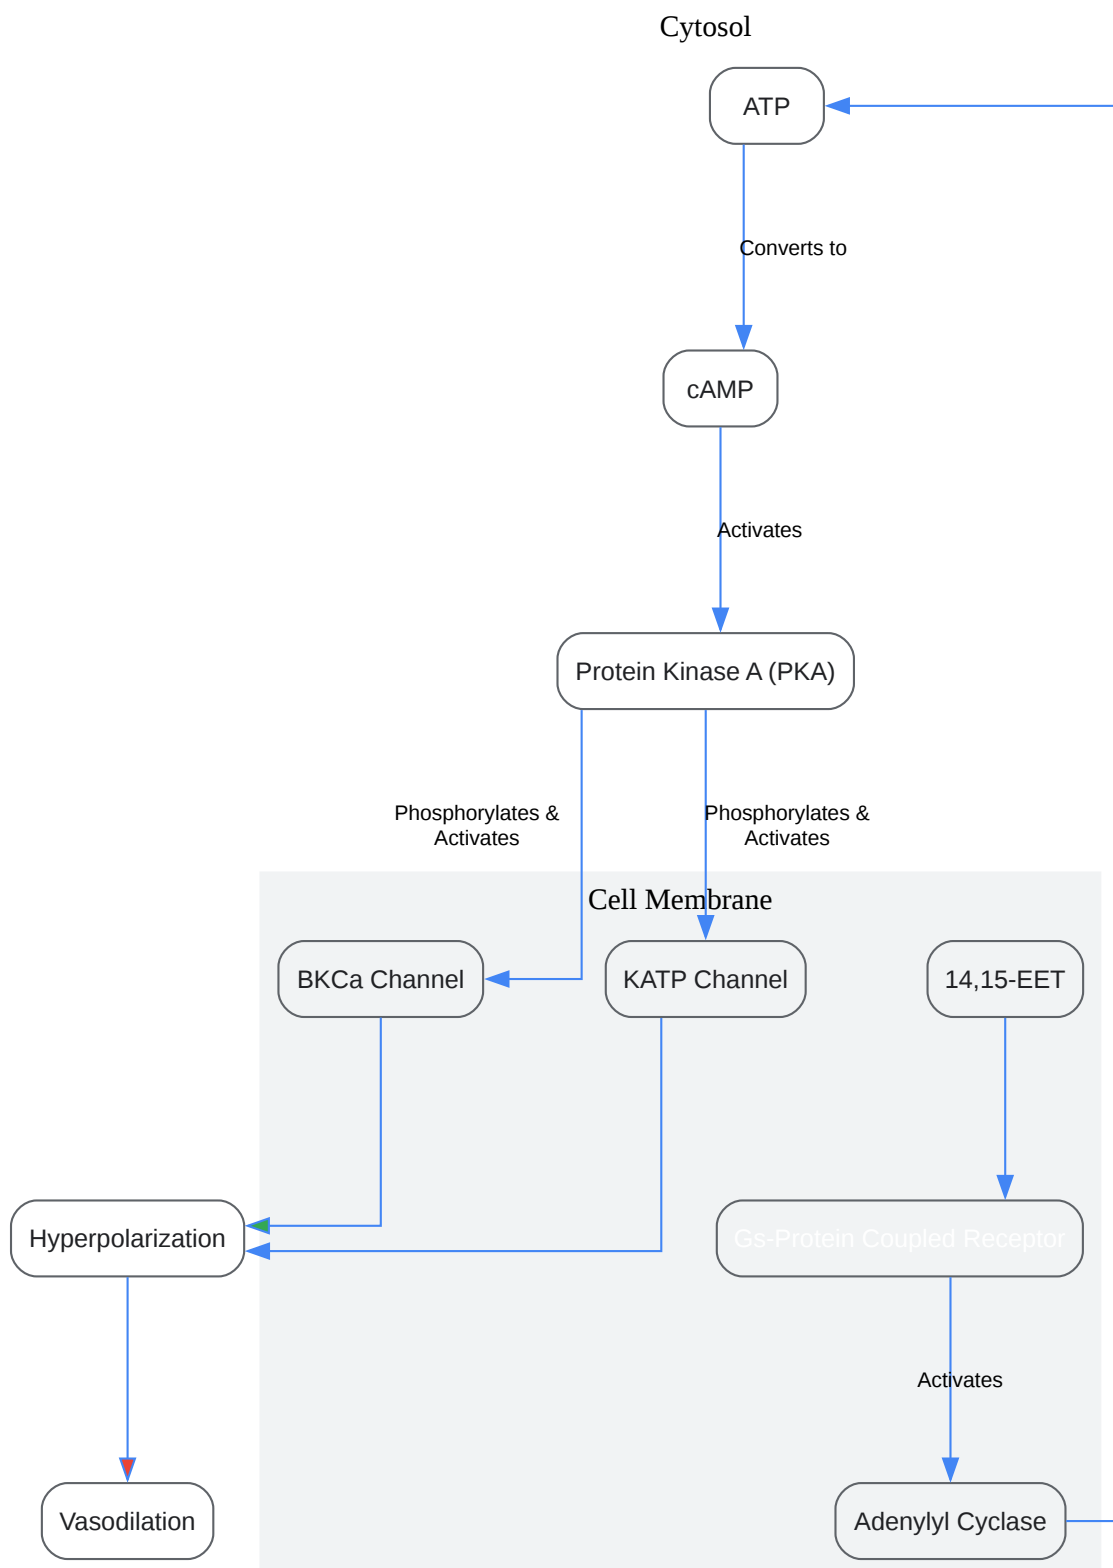 Cytosol
ATP
Converts to
cAMP
Activates
Protein Kinase A (PKA)
Phosphorylates &
Activates
Phosphorylates &
Activates
Cell Membrane
BKCa Channel
KATP Channel
14,15-EET
Hyperpolarization
Gs-Protein Coupled Receptor
Activates
Vasodilation
Adenylyl Cyclase